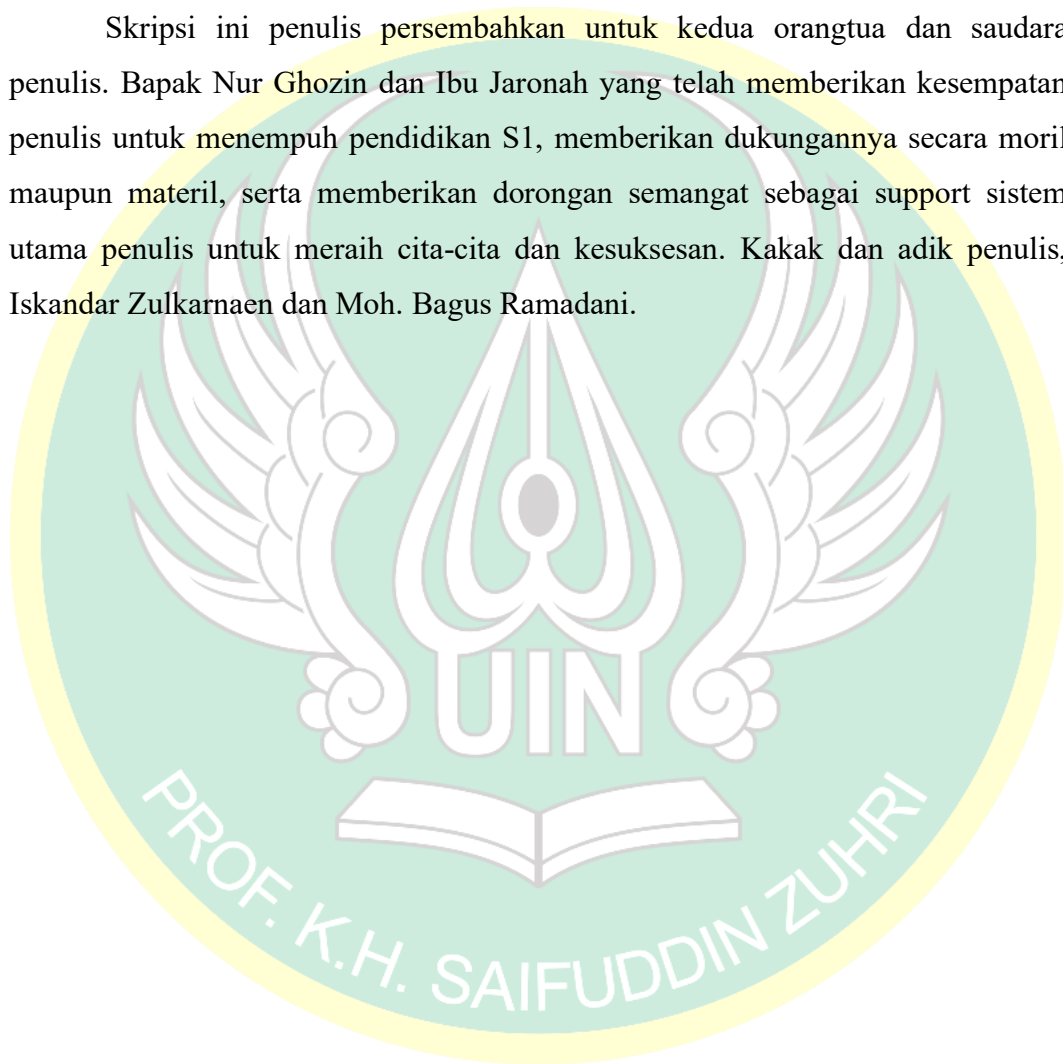 Skripsi ini penulis persembahkan untuk kedua orangtua dan saudara
penulis. Bapak Nur Ghozin dan Ibu Jaronah yang telah memberikan kesempatan
penulis untuk menempuh pendidikan S1, memberikan dukungannya secara moril
maupun materil, serta memberikan dorongan semangat sebagai support sistem
utama penulis untuk meraih cita-cita dan kesuksesan. Kakak dan adik penulis,
Iskandar Zulkarnaen dan Moh. Bagus Ramadani.
UIN
PROF. K.H. SAIFUDDIN ZUHRI